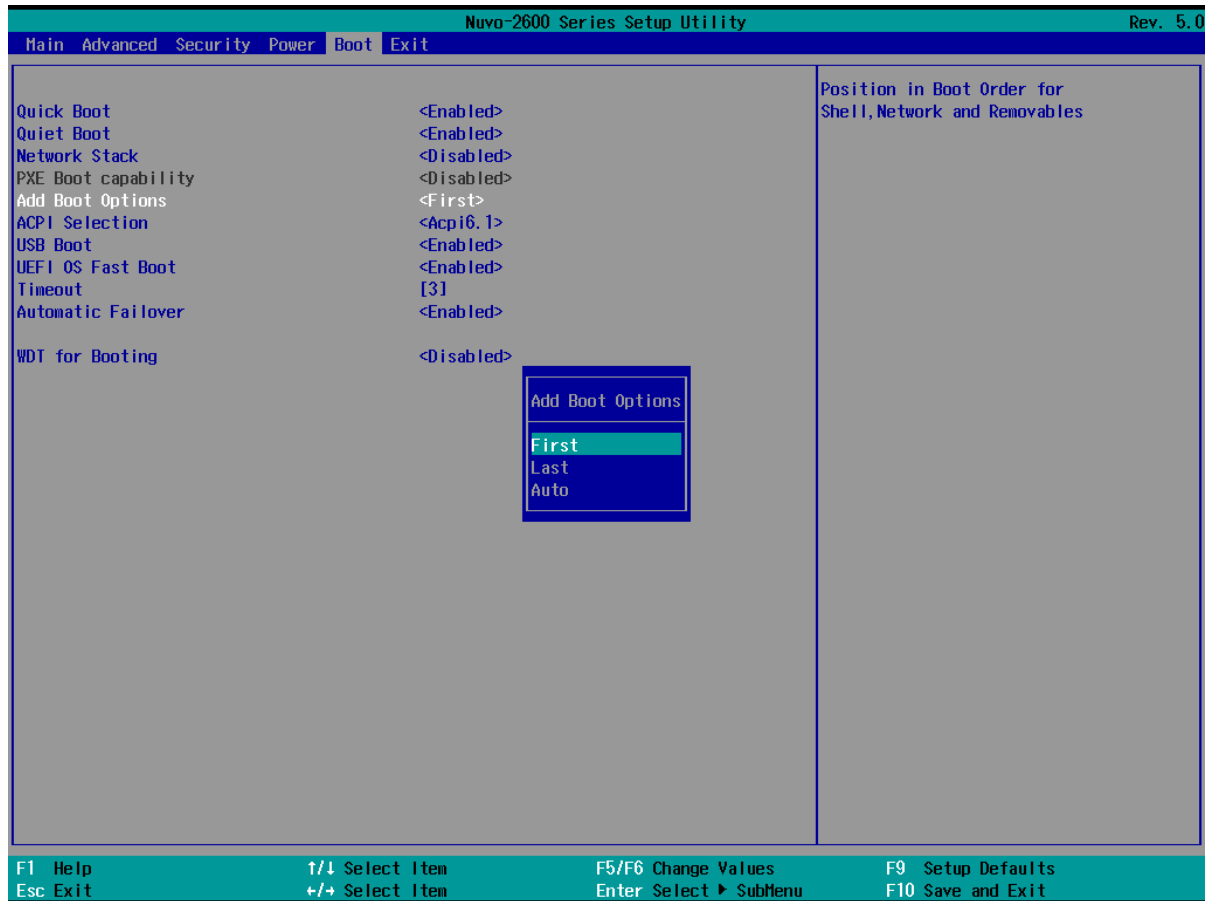 Nuvo-2600 Series Setup Utility Rev. 5.0
Main Advanced Security Power Boot Exit
Position in Boot Order for
Shell,Network and Removables
Quick Boot <Enabled>
Quiet Boot <Enabled>
Network Stack <Disabled>
PXE Boot capability <Disabled>
Add Boot Options <First>
ACPI Selection <Acpi6.1>
USB Boot <Enabled>
UEFI OS Fast Boot <Enabled>
Timeout [3]
Automatic Failover <Enabled>
WDT for Booting <Disabled>
Add Boot Options
First
Last
Auto
F1 Help ↑/↓ Select Item F5/F6 Change Values F9 Setup Defaults
Esc Exit ←/→ Select Item Enter Select ▶ SubMenu F10 Save and Exit